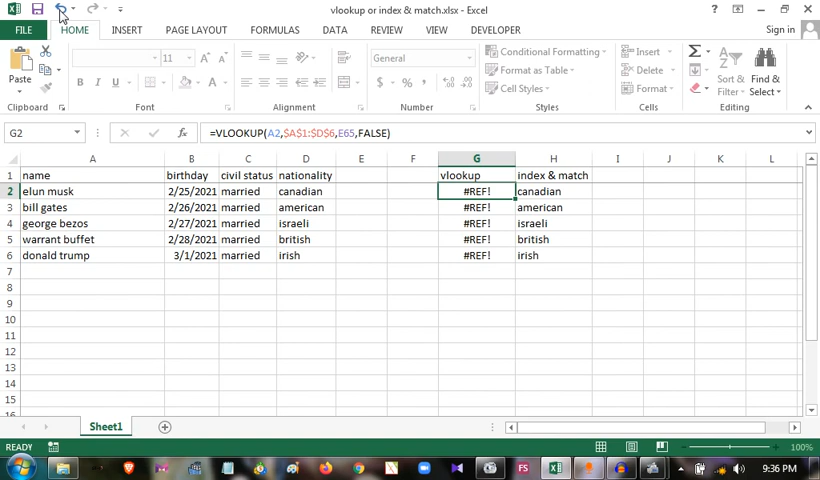 vlookup or index & match.xlsx - Excel
FILE HOME INSERT PAGE LAYOUT FORMULAS DATA REVIEW VIEW DEVELOPER Sign in
Paste
11
General
Conditional Formatting
Format as Table
Cell Styles
Insert
Delete
Format
Sort & Filter
Find & Select
Clipboard Font Alignment Number Styles Cells Editing
G2 =VLOOKUP(A2,$A$1:$D$6,E65,FALSE)
A B C D E F G H I J K L
1 name birthday civil status nationality vlookup index & match
2 elun musk 2/25/2021 married canadian #REF! canadian
3 bill gates 2/26/2021 married american #REF! american
4 george bezos 2/27/2021 married israeli #REF! israeli
5 warrant buffet 2/28/2021 married british #REF! british
6 donald trump 3/1/2021 married irish #REF! irish
7
8
9
10
11
12
13
14
15
Sheet1
READY 100%
9:36 PM